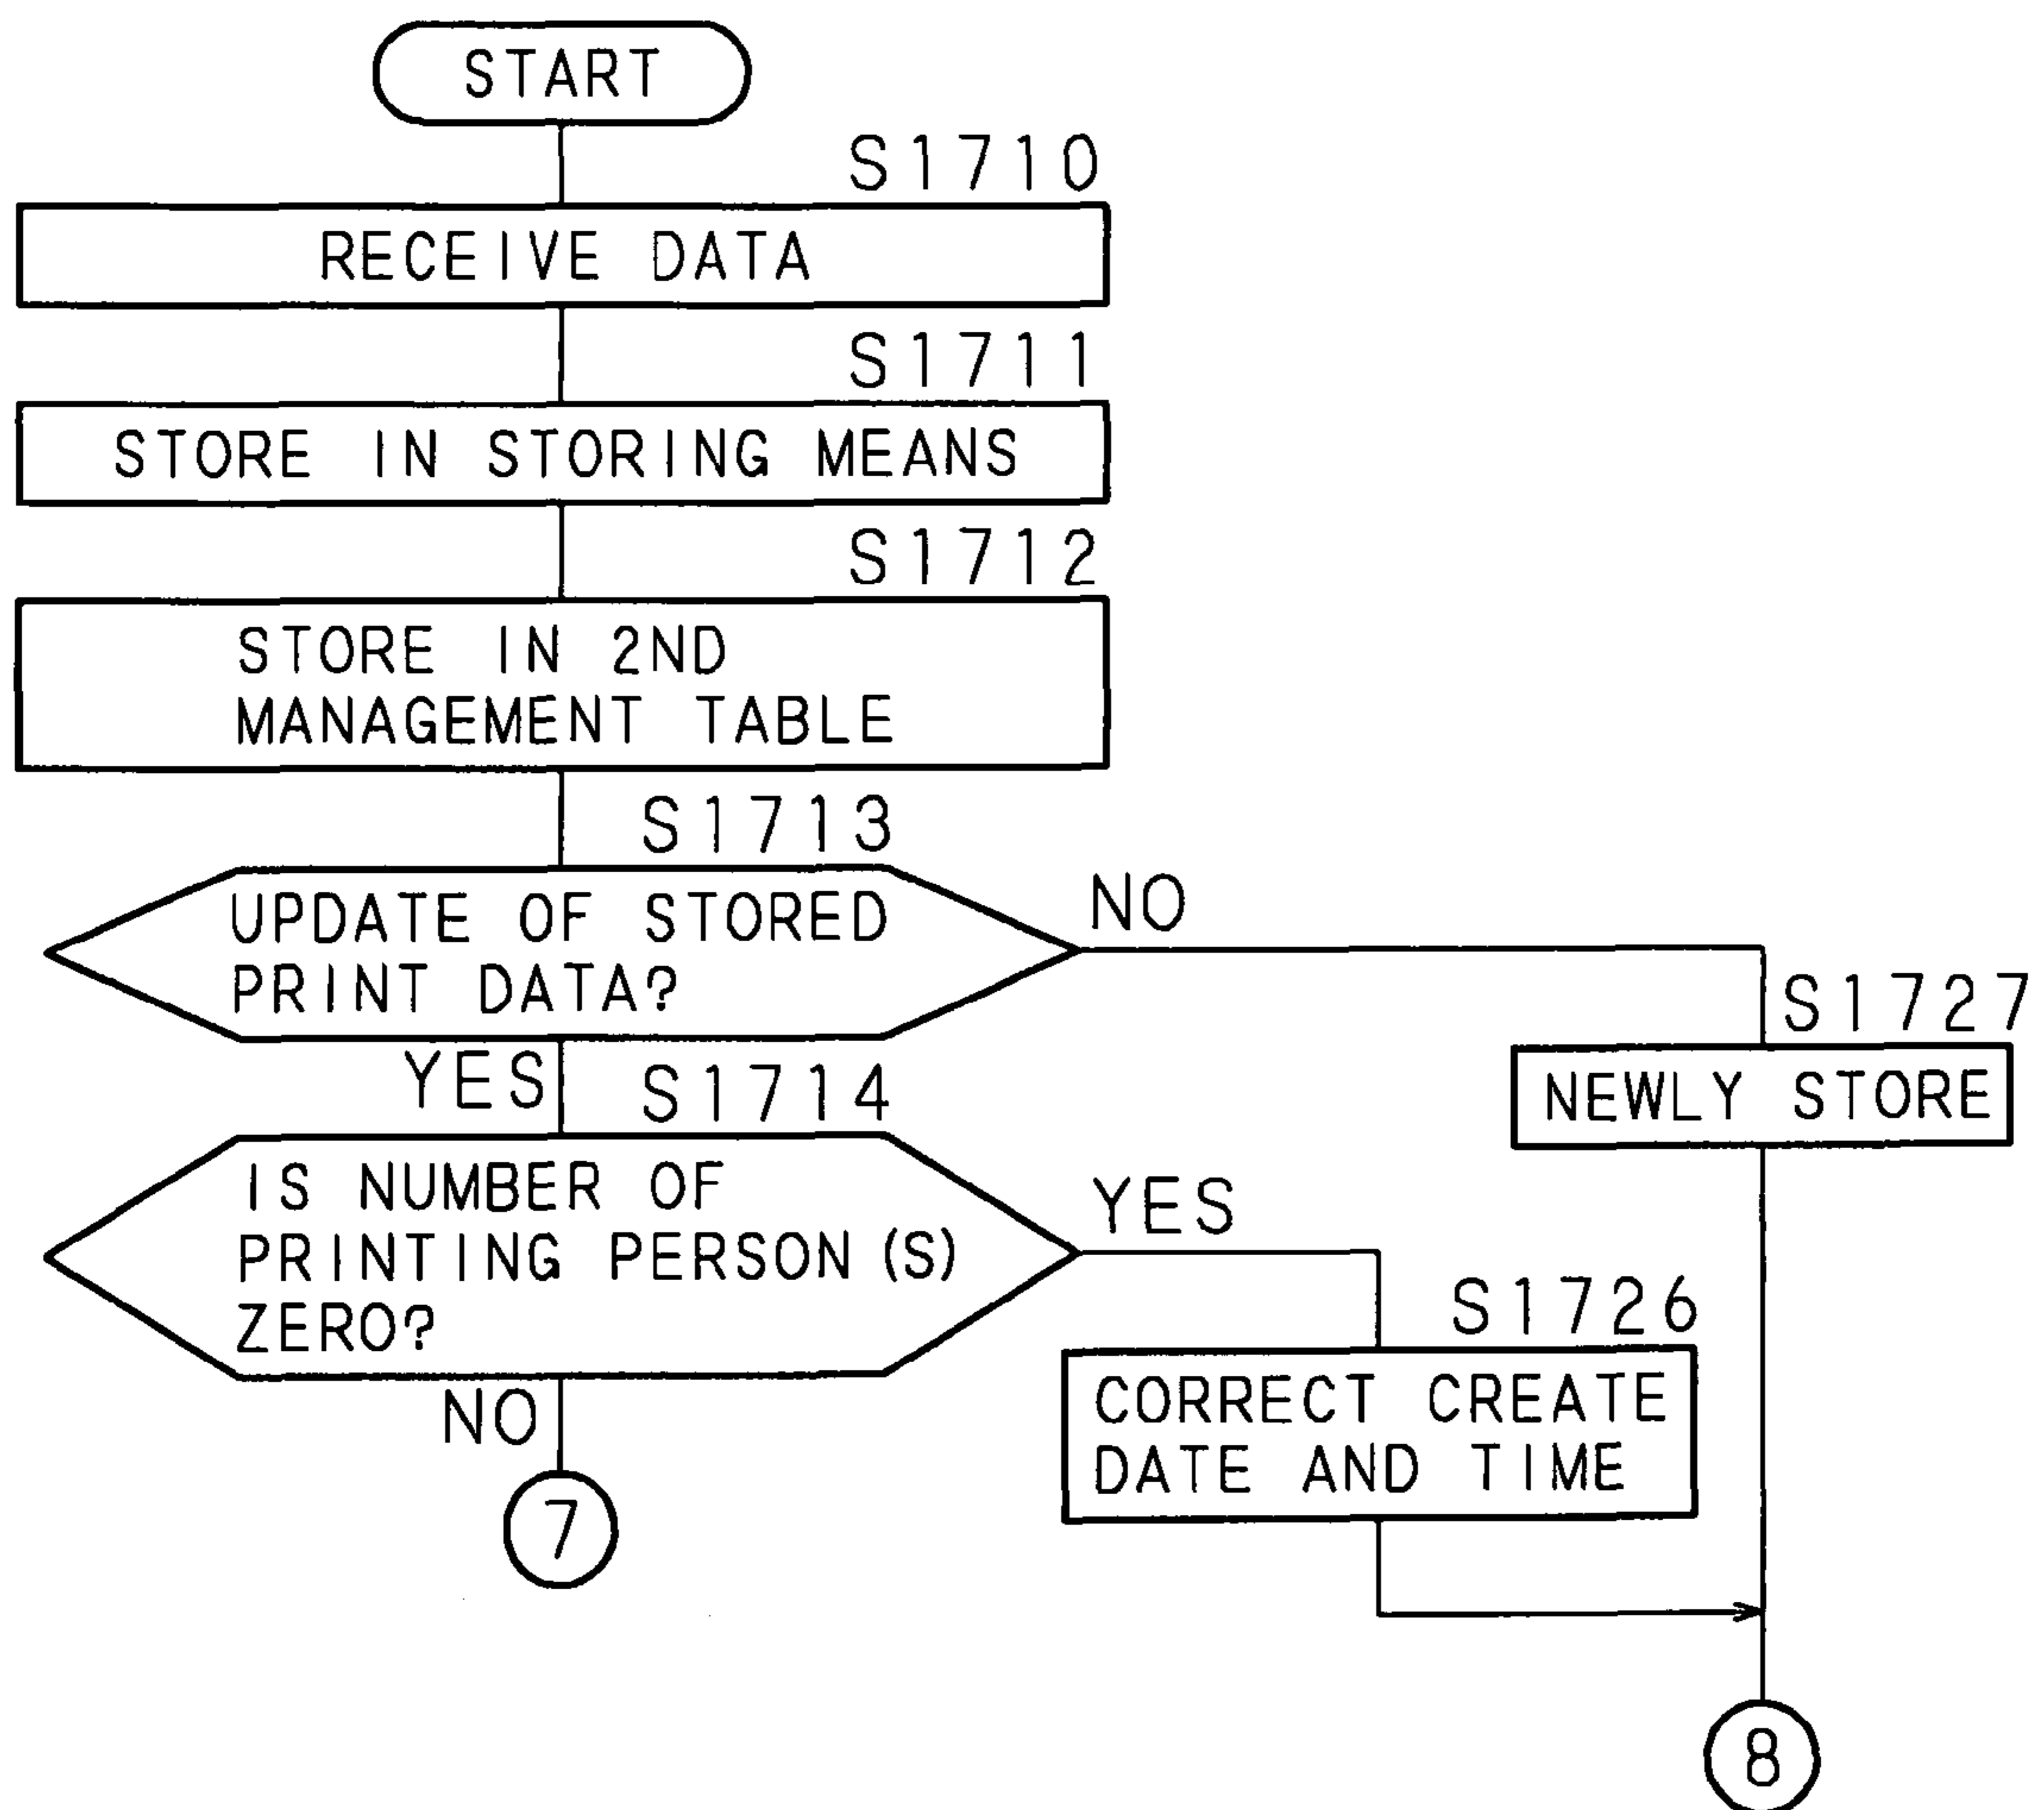 START
S1710
RECEIVE DATA
S1711
STORE IN STORING MEANS
S1712
STORE IN 2ND
MANAGEMENT TABLE
S1713
UPDATE OF STORED
PRINT DATA?
NO
S1727
NEWLY STORE
YES
S1714
IS NUMBER OF
PRINTING PERSON(S)
ZERO?
YES
S1726
CORRECT CREATE
DATE AND TIME
NO
7
8